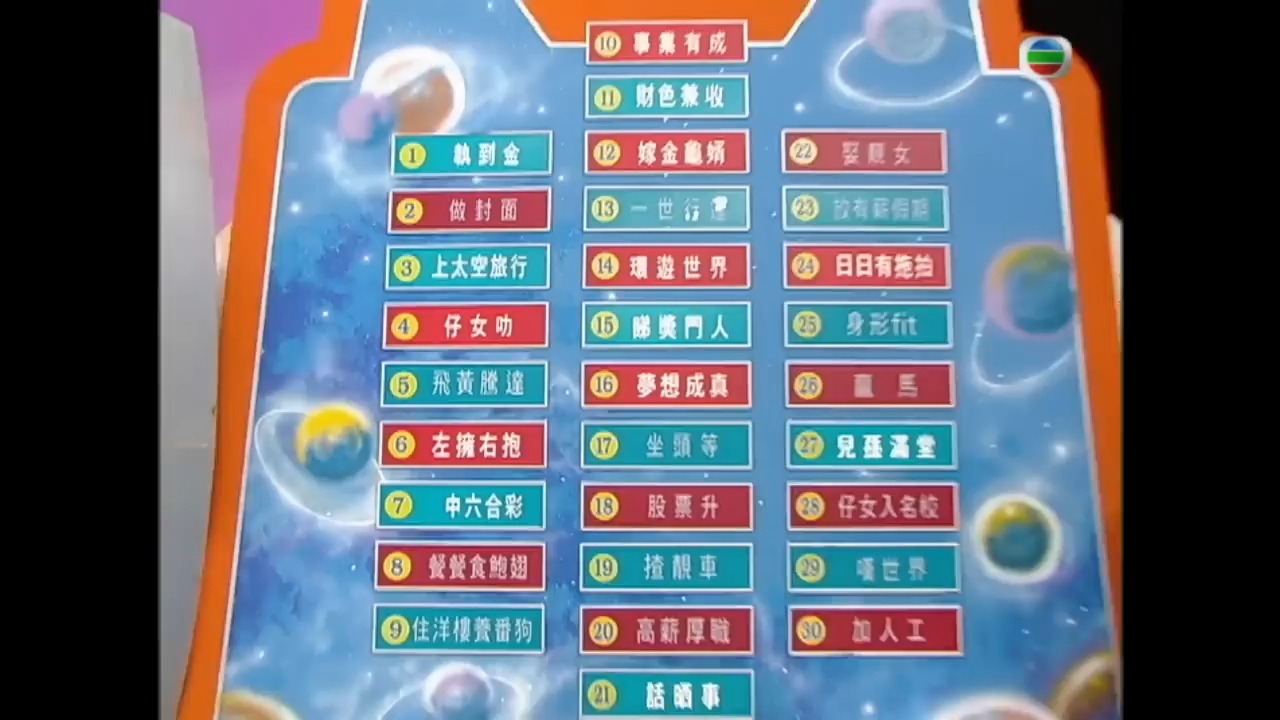 1 執到金
2 做封面
3 上太空旅行
4 仔女叻
5 飛黃騰達
6 左擁右抱
7 中六合彩
8 餐餐食鮑翅
9 住洋樓養番狗
10 事業有成
11 財色兼收
12 嫁金龜婿
13 一世行運
14 環遊世界
15 睇獎門人
16 夢想成真
17 坐頭等
18 股票升
19 揸靚車
20 高薪厚職
21 話晒事
22 娶靚女
23 放有薪假期
24 日日有拖拍
25 身形fit
26 贏馬
27 兒孫滿堂
28 仔女入名校
29 嘆世界
30 加人工